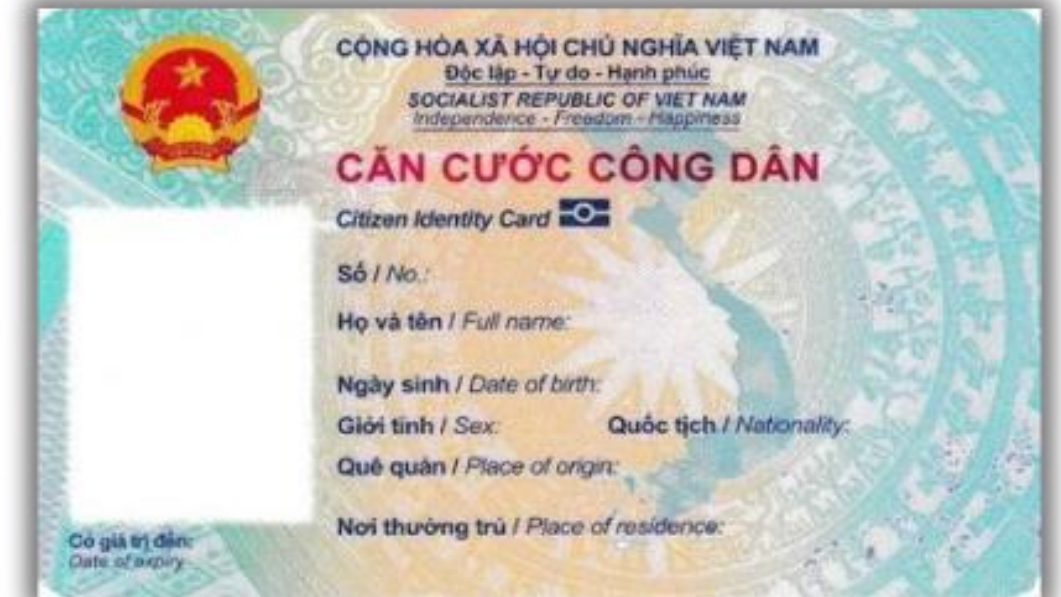 CỘNG HÒA XÃ HỘI CHỦ NGHĨA VIỆT NAM
Độc lập - Tự do - Hạnh phúc
SOCIALIST REPUBLIC OF VIET NAM
Independence - Freedom - Happiness
CĂN CƯỚC CÔNG DÂN
Citizen Identity Card
Số / No.:
Họ và tên / Full name:
Ngày sinh / Date of birth:
Giới tính / Sex: Quốc tịch / Nationality:
Quê quán / Place of origin:
Nơi thường trú / Place of residence:
Có giá trị đến:
Date of expiry